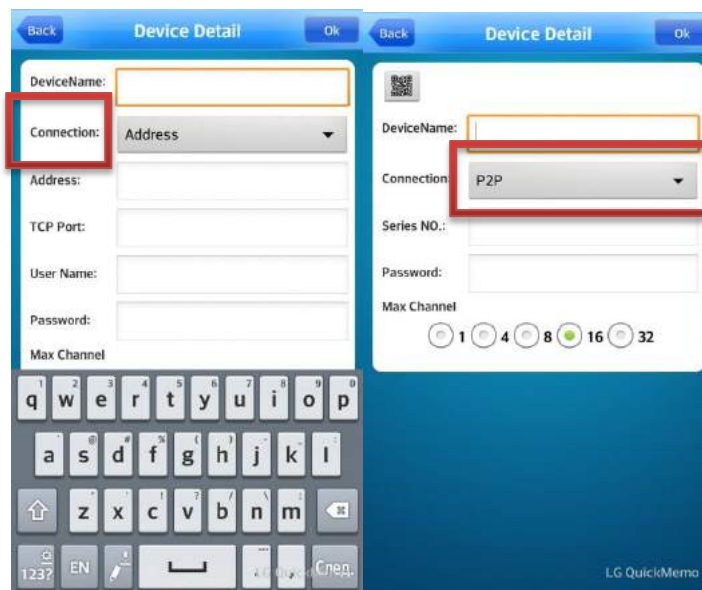 Back Device Detail Ok
DeviceName:
Connection: Address
Address:
TCP Port:
User Name:
Password:
Max Channel
q w e r t y u i o p
a s d f g h j k l
z x c v b n m
123? EN . , След.
Back Device Detail Ok
DeviceName:
Connection: P2P
Series NO.:
Password:
Max Channel
1 4 8 16 32
LG QuickMemo